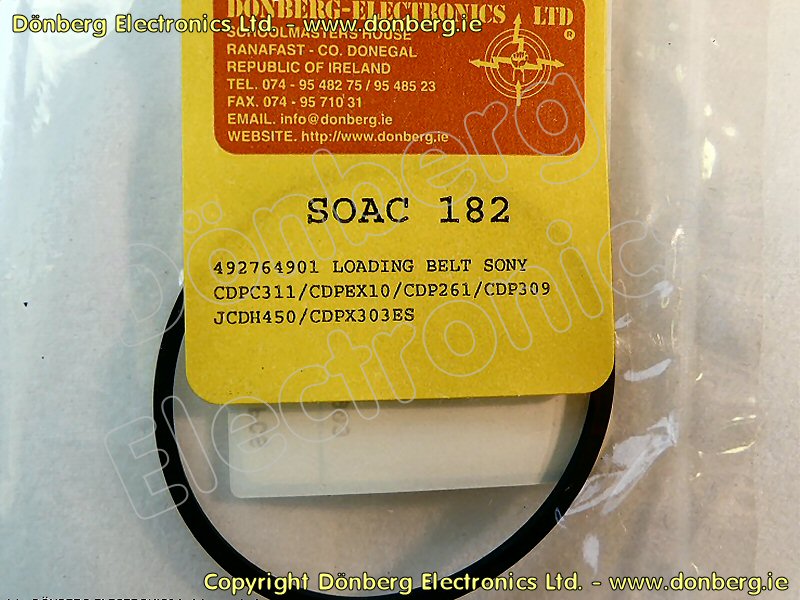 Dönberg Electronics Ltd. - www.donberg.ie
DÖNBERG-ELECTRONICS LTD
SCHOOLMASTERS HOUSE
®
RANAFAST - CO. DONEGAL
REPUBLIC OF IRELAND
TEL. 074 - 95 482 75 / 95 485 23
FAX. 074 - 95 710 31
EMAIL. info@donberg.ie
WEBSITE. http://www.donberg.ie
SOAC 182
492764901 LOADING BELT SONY
CDPC311/CDPEX10/CDP261/CDP309
JCDH450/CDPX303ES
Dönberg
Electronics
Copyright Dönberg Electronics Ltd. - www.donberg.ie